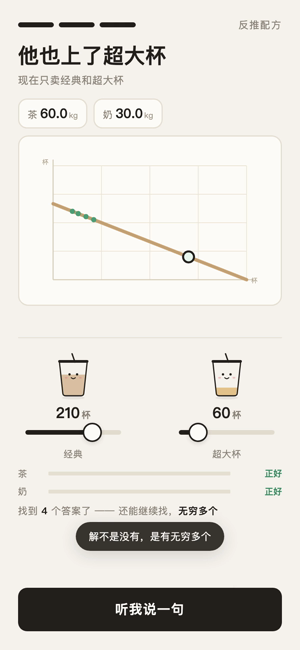 反推配方
他也上了超大杯
现在只卖经典和超大杯
茶 60.0 kg
奶 30.0 kg
杯
杯
210 杯
60 杯
经典
超大杯
茶 正好
奶 正好
找到 4 个答案了 —— 还能继续找，无穷多个
解不是没有，是有无穷多个
听我说一句